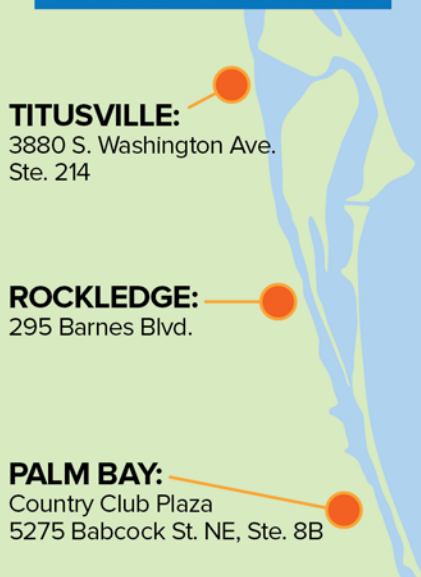 TITUSVILLE:
3880 S. Washington Ave.
Ste. 214
ROCKLEDGE:
295 Barnes Blvd.
PALM BAY:
Country Club Plaza
5275 Babcock St. NE, Ste. 8B